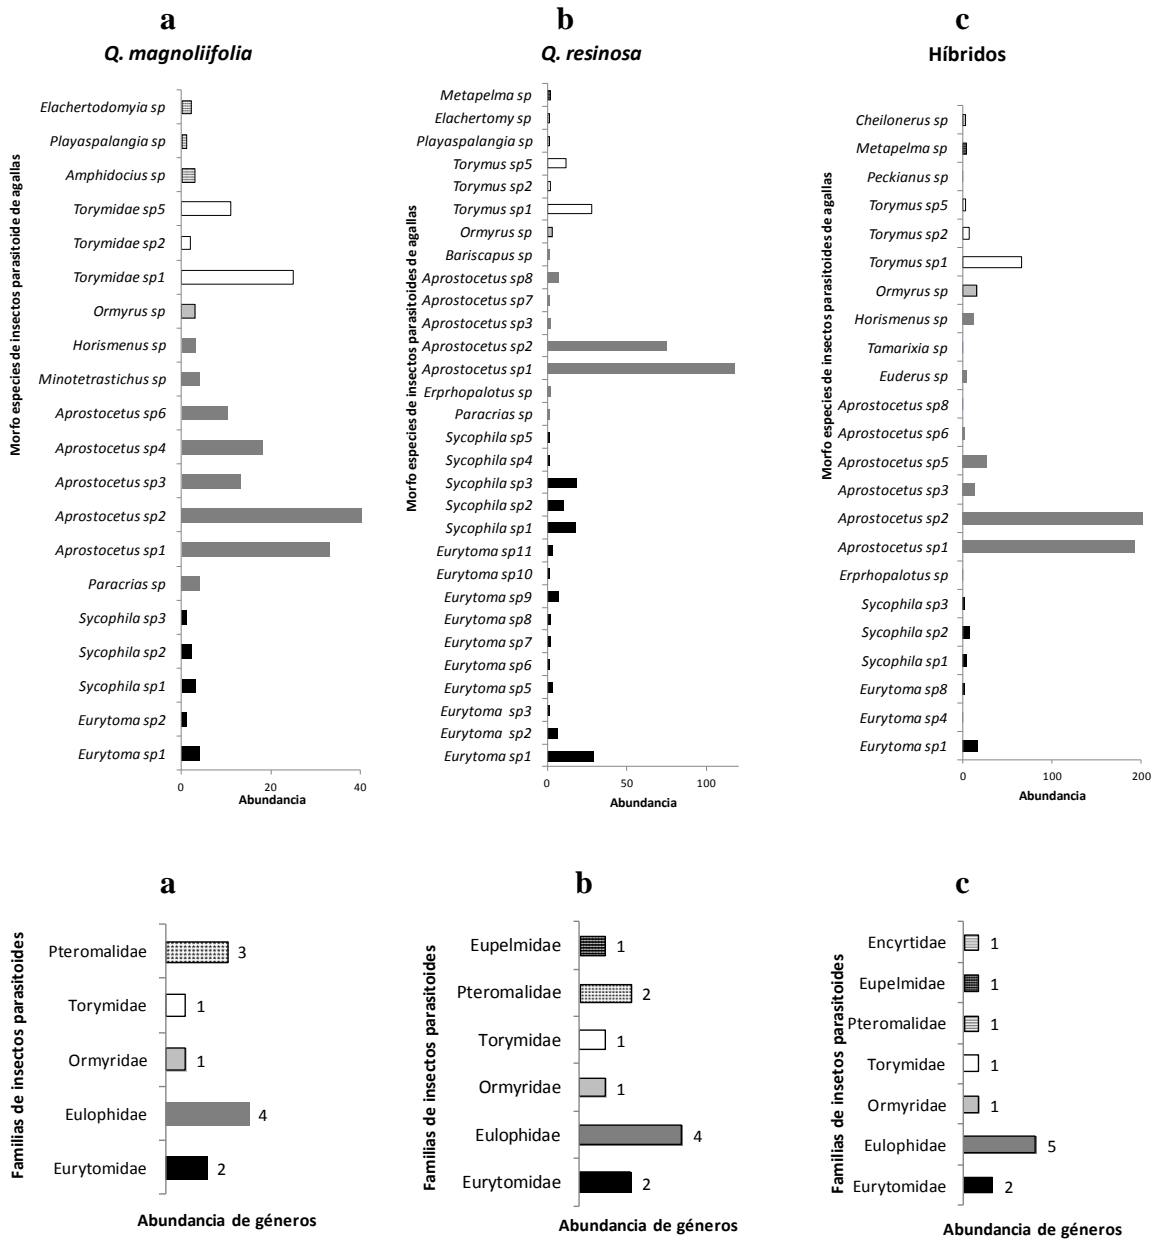 a
Q. magnoliifolia
Morfo especies de insectos parasitoide de agallas
Elachertodomyia sp
Playaspalangia sp
Amphidocius sp
Torymidae sp5
Torymidae sp2
Torymidae sp1
Ormyrus sp
Horismenus sp
Minotetrastichus sp
Aprostocetus sp6
Aprostocetus sp4
Aprostocetus sp3
Aprostocetus sp2
Aprostocetus sp1
Paracrias sp
Sycophila sp3
Sycophila sp2
Sycophila sp1
Eurytoma sp2
Eurytoma sp1
0 20 40
Abundancia
b
Q. resinosa
Morfo especies de insectos parasitoides de agallas
Metapelma sp
Elachertomy sp
Playaspalangia sp
Torymus sp5
Torymus sp2
Torymus sp1
Ormyrus sp
Bariscapus sp
Aprostocetus sp8
Aprostocetus sp7
Aprostocetus sp3
Aprostocetus sp2
Aprostocetus sp1
Erprhopalotus sp
Paracrias sp
Sycophila sp5
Sycophila sp4
Sycophila sp3
Sycophila sp2
Sycophila sp1
Eurytoma sp11
Eurytoma sp10
Eurytoma sp9
Eurytoma sp8
Eurytoma sp7
Eurytoma sp6
Eurytoma sp5
Eurytoma sp3
Eurytoma sp2
Eurytoma sp1
0 50 100
Abundancia
c
Híbridos
Morfo especies de insectos parasitoides de agallas
Cheilonerus sp
Metapelma sp
Peckianus sp
Torymus sp5
Torymus sp2
Torymus sp1
Ormyrus sp
Horismenus sp
Tamarixia sp
Euderus sp
Aprostocetus sp8
Aprostocetus sp6
Aprostocetus sp5
Aprostocetus sp3
Aprostocetus sp2
Aprostocetus sp1
Erprhopalotus sp
Sycophila sp3
Sycophila sp2
Sycophila sp1
Eurytoma sp8
Eurytoma sp4
Eurytoma sp1
0 100 200
Abundancia
a
Familias de insectos parasitoides
Pteromalidae 3
Torymidae 1
Ormyridae 1
Eulophidae 4
Eurytomidae 2
Abundancia de géneros
b
Familias de insectos parasitoides
Eupelmidae 1
Pteromalidae 2
Torymidae 1
Ormyridae 1
Eulophidae 4
Eurytomidae 2
Abundancia de géneros
c
Familias de insetos parasitoides
Encyrtidae 1
Eupelmidae 1
Pteromalidae 1
Torymidae 1
Ormyridae 1
Eulophidae 5
Eurytomidae 2
Abundancia de géneros